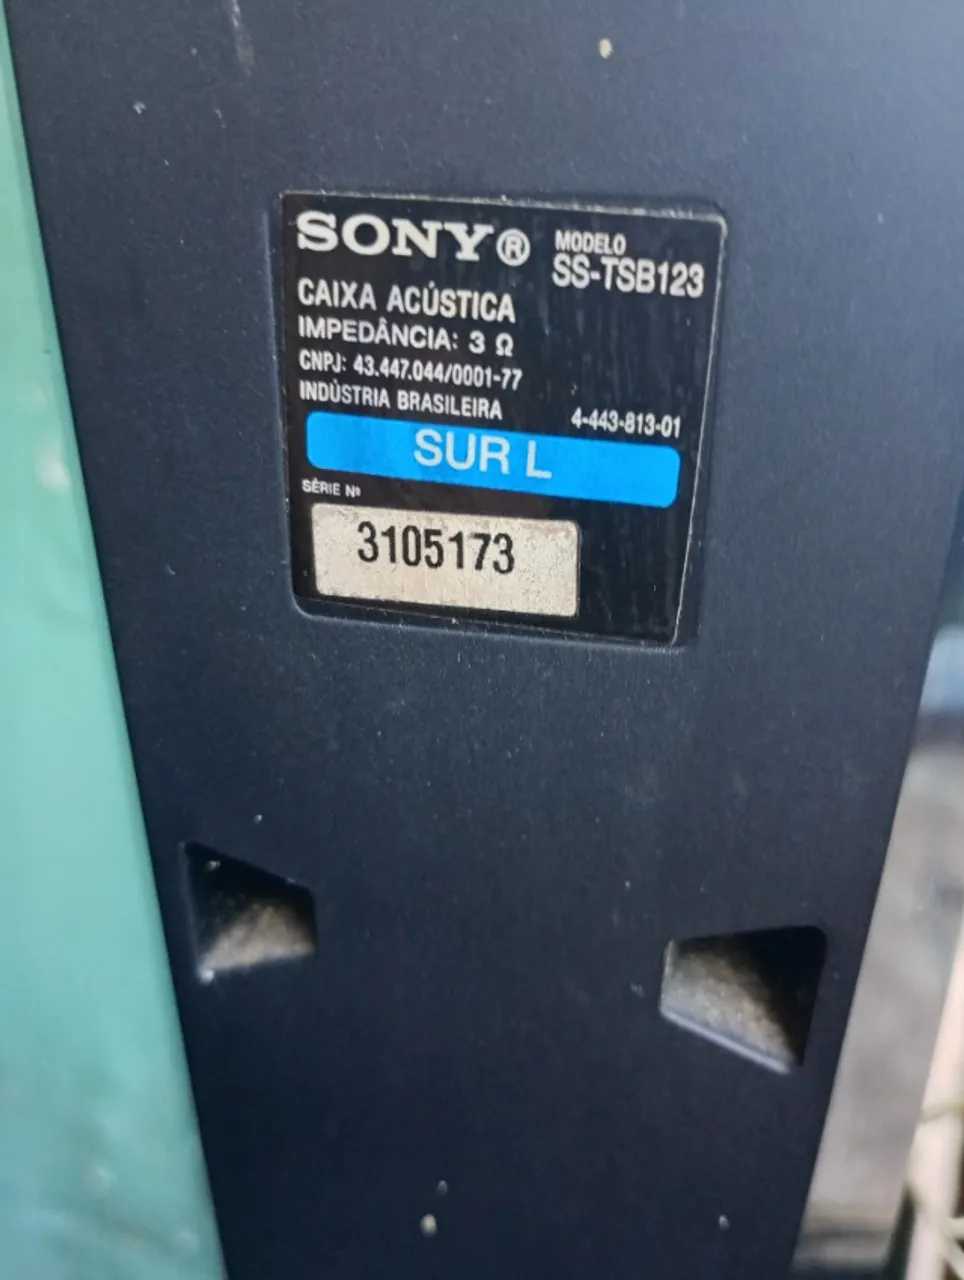 SONY®
MODELO
SS-TSB123
CAIXA ACÚSTICA
IMPEDÂNCIA: 3 Ω
CNPJ: 43.447.044/0001-77
INDÚSTRIA BRASILEIRA
4-443-813-01
SUR L
SÉRIE Nº
3105173